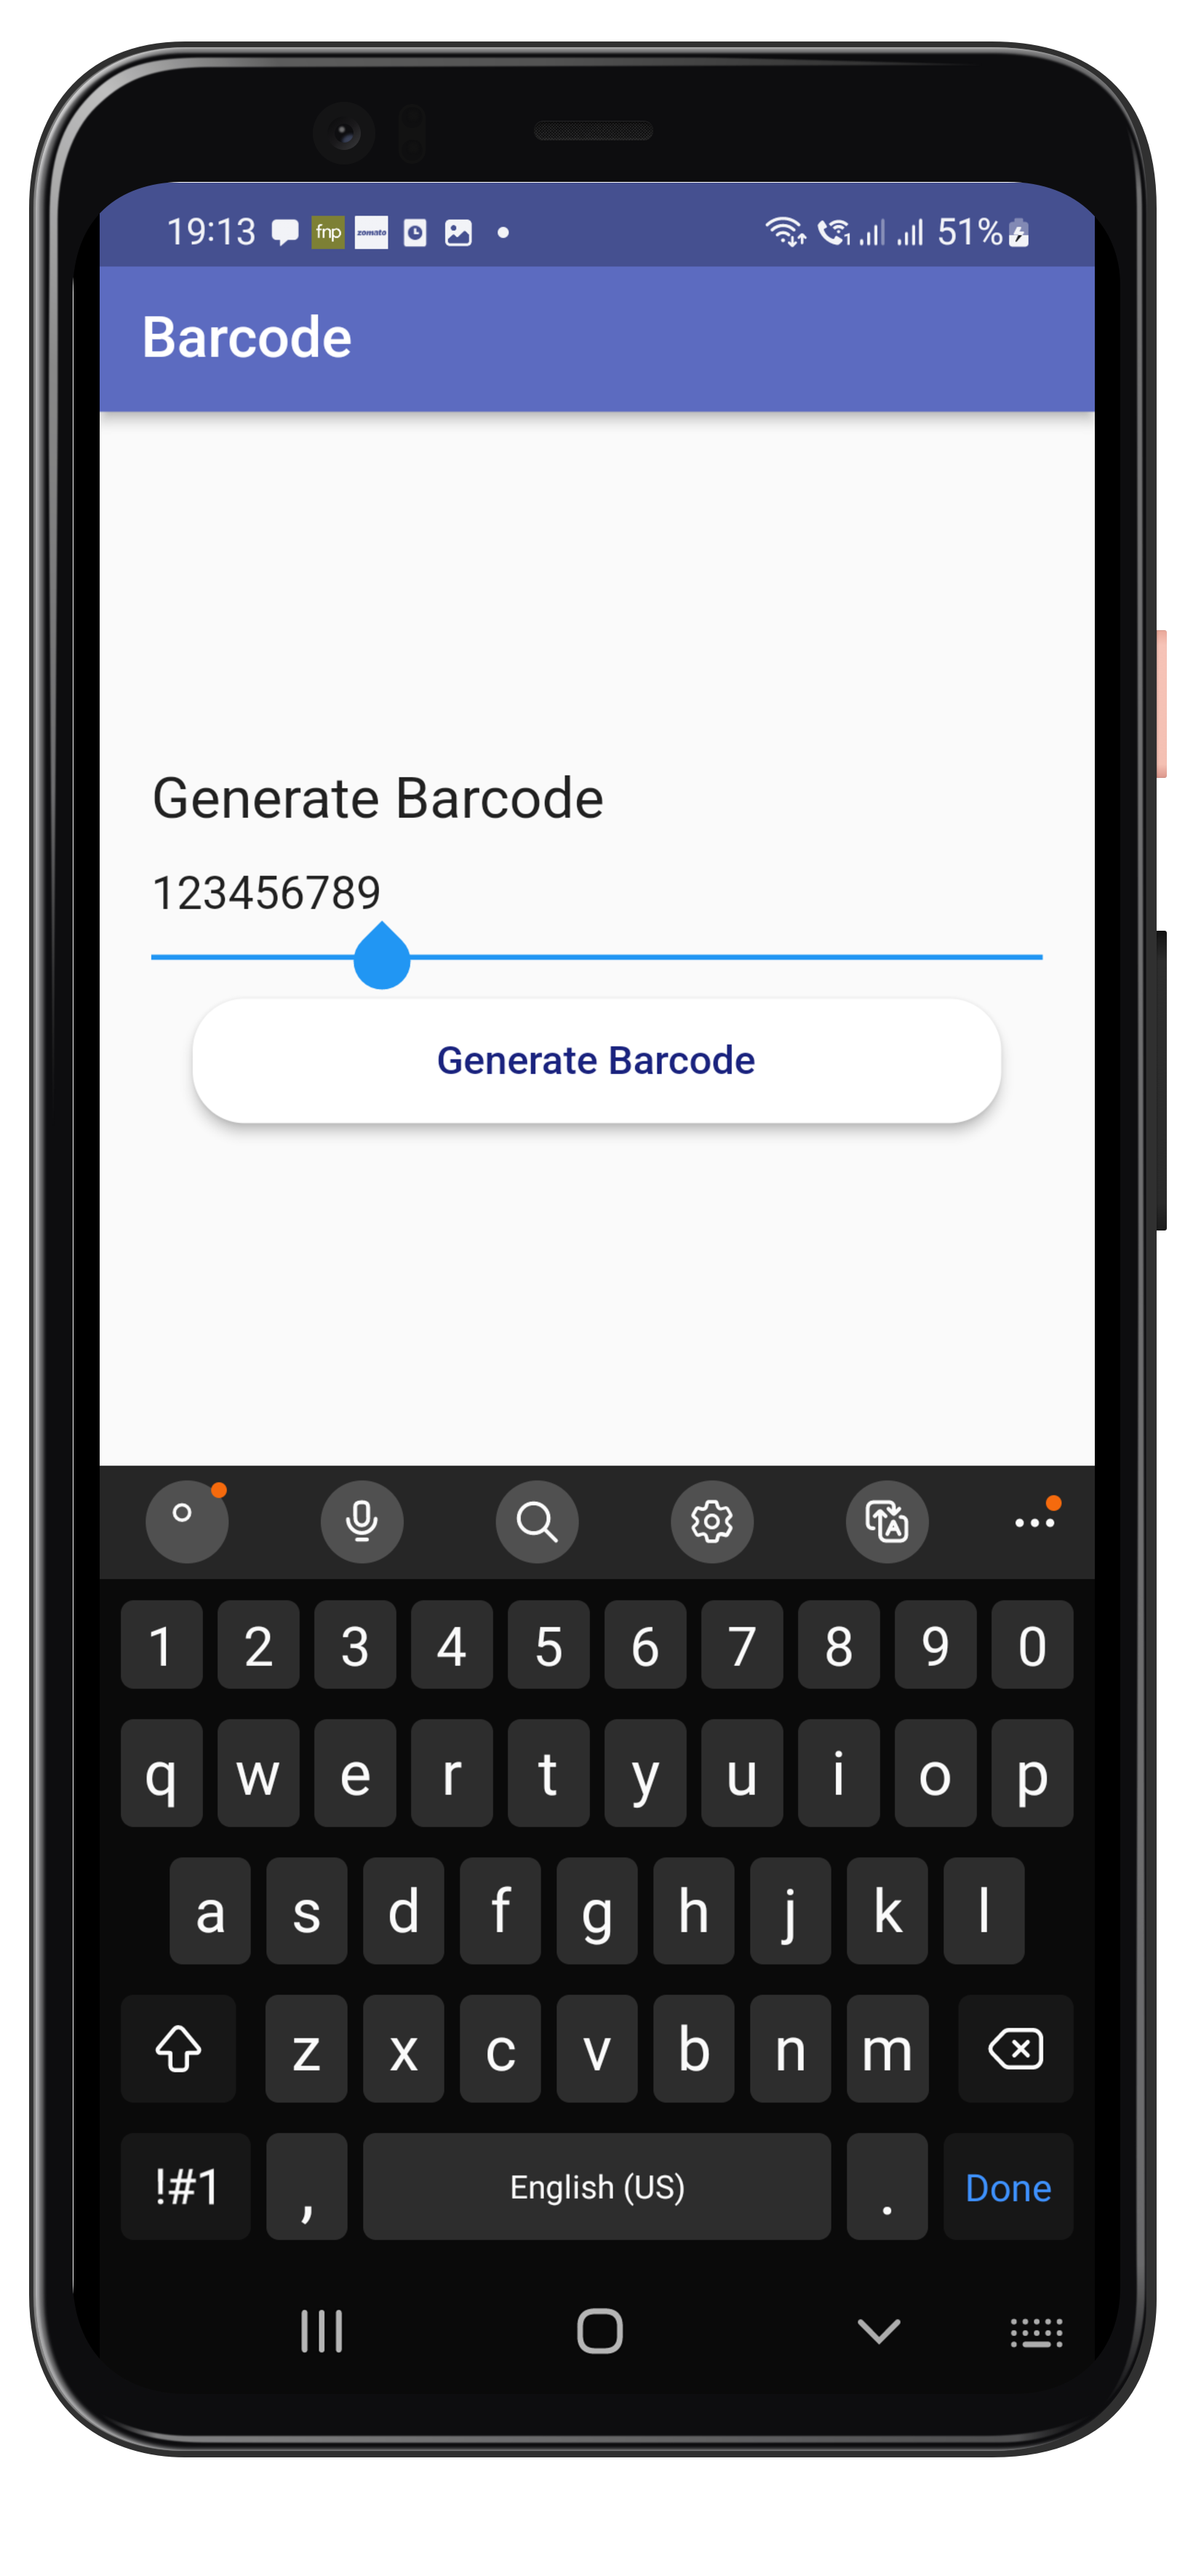 19:13 fnp zomato 1 51%
Barcode
Generate Barcode
123456789
Generate Barcode
1 2 3 4 5 6 7 8 9 0
q w e r t y u i o p
a s d f g h j k l
z x c v b n m
!#1 , English (US) . Done